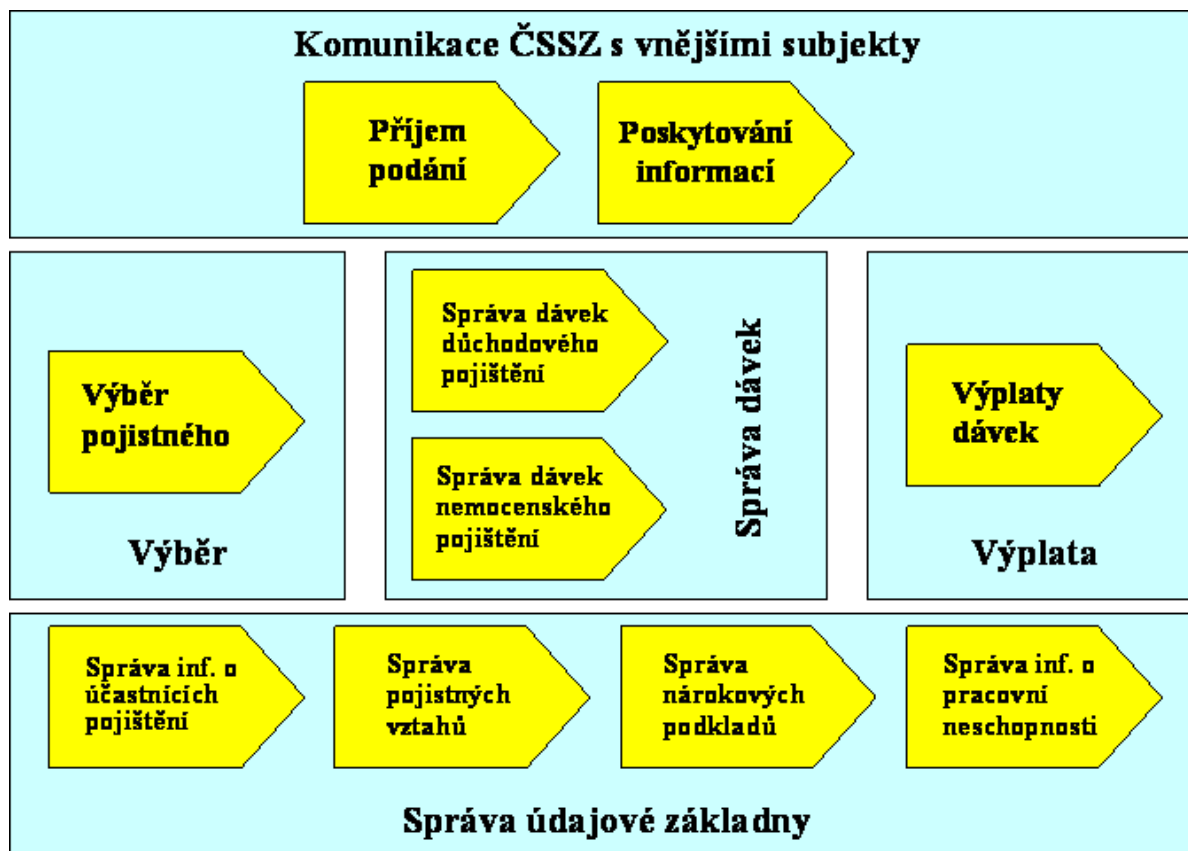 Komunikace ČSSZ s vnějšími subjekty
Příjem
podání
Poskytování
informací
Výběr
pojistného
Výběr
Správa dávek
důchodového
pojištění
Správa dávek
nemocenského
pojištění
Správa dávek
Výplaty
dávek
Výplata
Správa inf. o
účastnících
pojištění
Správa
pojistných
vztahů
Správa
nárokových
podkladů
Správa inf. o
pracovní
neschopnosti
Správa údajové základny